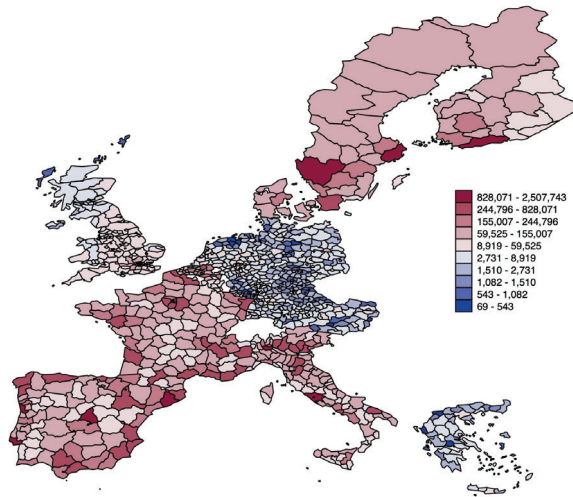 828,071 - 2,507,743
244,796 - 828,071
155,007 - 244,796
59,525 - 155,007
8,919 - 59,525
2,731 - 8,919
1,510 - 2,731
1,082 - 1,510
543 - 1,082
69 - 543